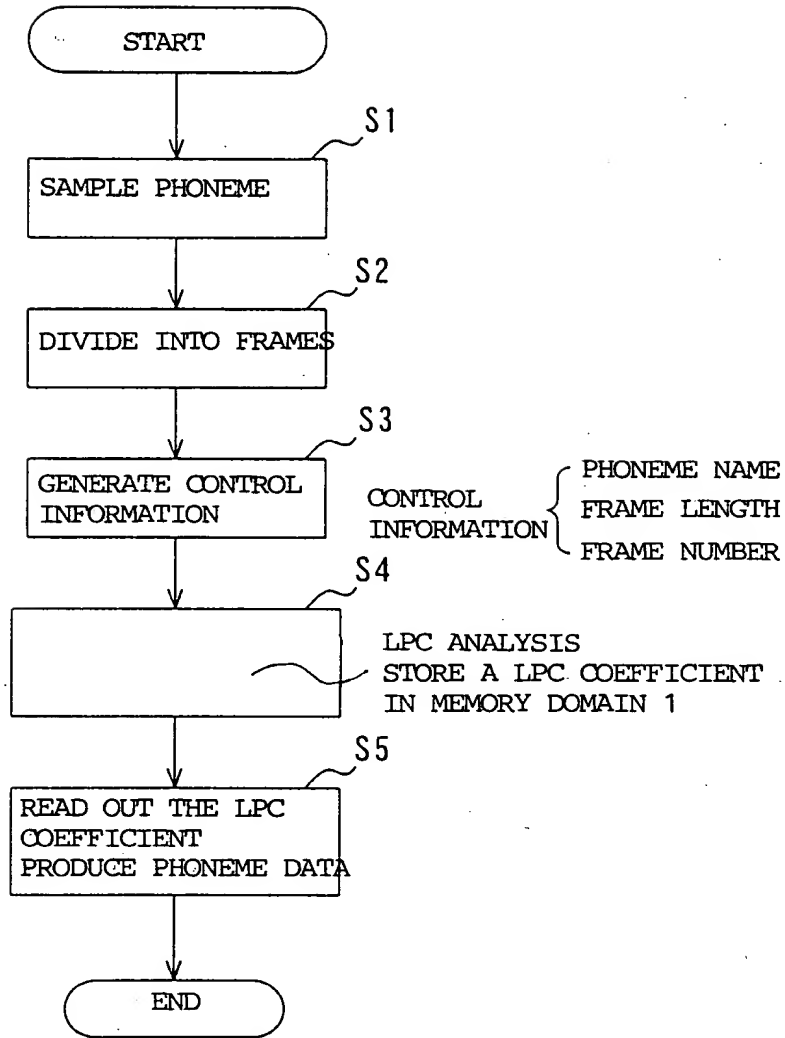 START
S1
SAMPLE PHONEME
S2
DIVIDE INTO FRAMES
S3
GENERATE CONTROL
INFORMATION
CONTROL
INFORMATION
PHONEME NAME
FRAME LENGTH
FRAME NUMBER
S4
LPC ANALYSIS
STORE A LPC COEFFICIENT
IN MEMORY DOMAIN 1
S5
READ OUT THE LPC
COEFFICIENT
PRODUCE PHONEME DATA
END